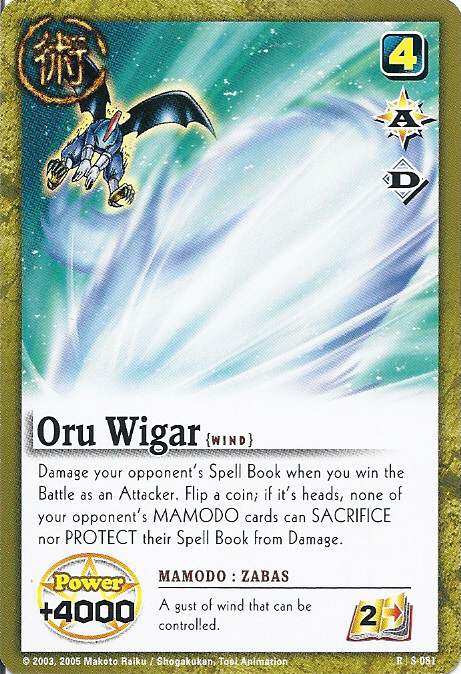 術
4
A
D
Oru Wigar {WIND}
Damage your opponent's Spell Book when you win the
Battle as an Attacker. Flip a coin; if it's heads, none of
your opponent's MAMODO cards can SACRIFICE
nor PROTECT their Spell Book from Damage.
Power
+4000
MAMODO : ZABAS
A gust of wind that can be
controlled.
2
© 2003, 2005 Makoto Raiku / Shogakukan, Toei Animation
R | S-081